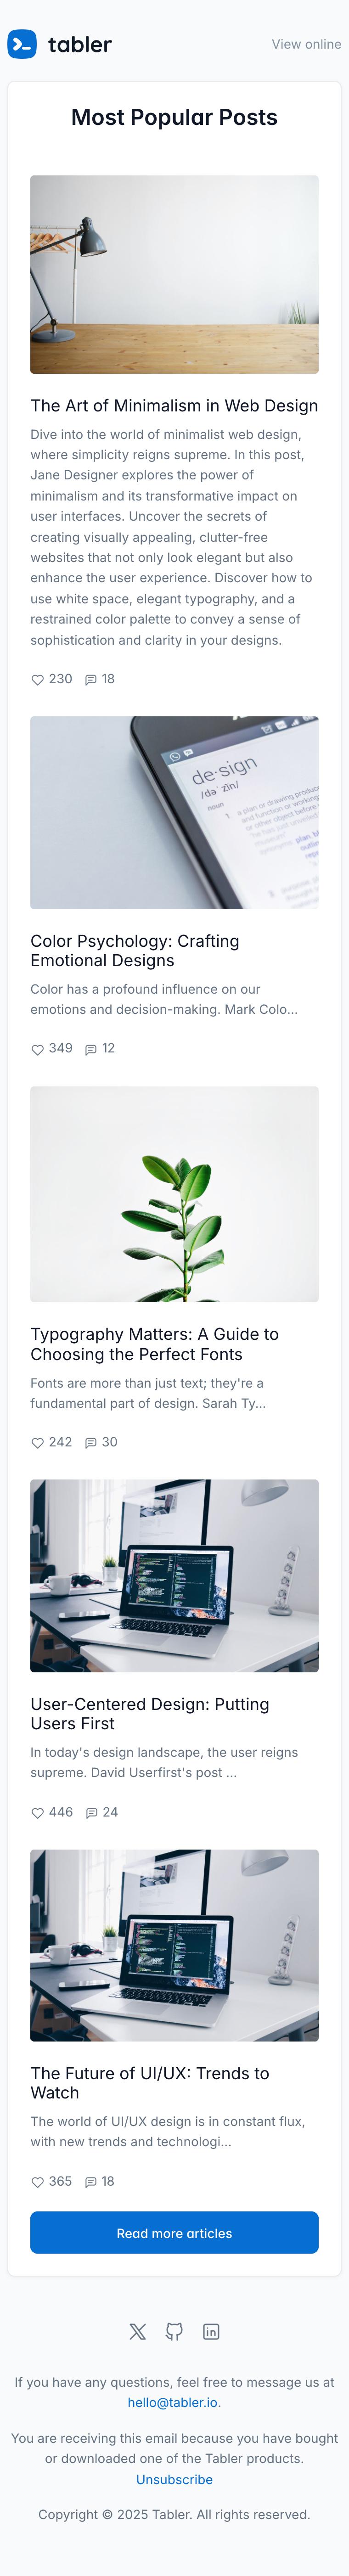 tabler
View online
Most Popular Posts
The Art of Minimalism in Web Design
Dive into the world of minimalist web design,
where simplicity reigns supreme. In this post,
Jane Designer explores the power of
minimalism and its transformative impact on
user interfaces. Uncover the secrets of
creating visually appealing, clutter-free
websites that not only look elegant but also
enhance the user experience. Discover how to
use white space, elegant typography, and a
restrained color palette to convey a sense of
sophistication and clarity in your designs.
230 18
de·sign
/dəˈzīn/
noun
1. a plan or drawing produced
Color Psychology: Crafting
Emotional Designs
Color has a profound influence on our
emotions and decision-making. Mark Colo...
349 12
Typography Matters: A Guide to
Choosing the Perfect Fonts
Fonts are more than just text; they're a
fundamental part of design. Sarah Ty...
242 30
User-Centered Design: Putting
Users First
In today's design landscape, the user reigns
supreme. David Userfirst's post ...
446 24
The Future of UI/UX: Trends to
Watch
The world of UI/UX design is in constant flux,
with new trends and technologi...
365 18
Read more articles
If you have any questions, feel free to message us at
hello@tabler.io.
You are receiving this email because you have bought
or downloaded one of the Tabler products.
Unsubscribe
Copyright © 2025 Tabler. All rights reserved.